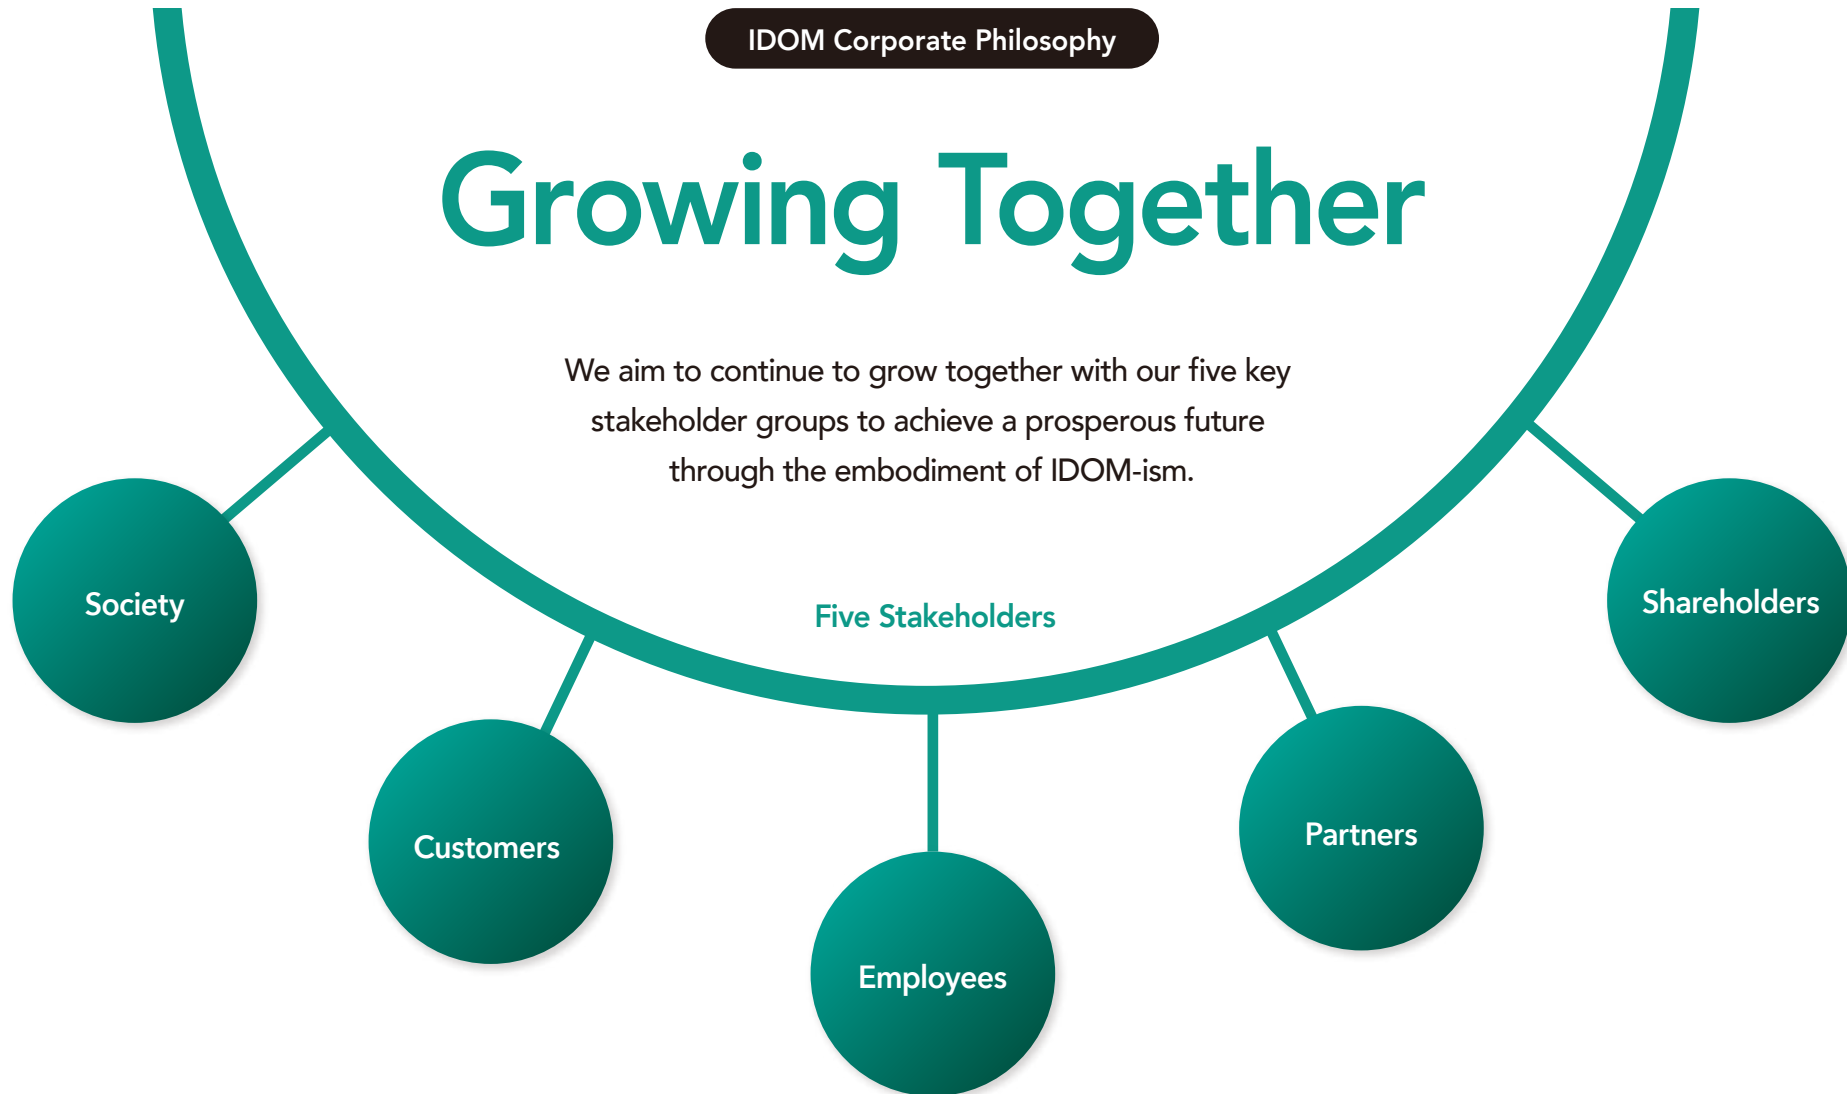 IDOM Corporate Philosophy
Growing Together
We aim to continue to grow together with our five key
stakeholder groups to achieve a prosperous future
through the embodiment of IDOM-ism.
Five Stakeholders
Society
Customers
Employees
Partners
Shareholders